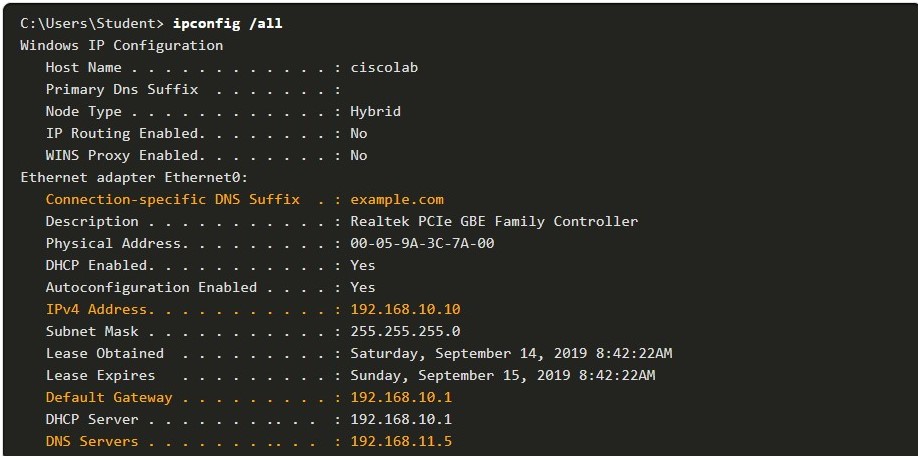 C:\Users\Student> ipconfig /all
Windows IP Configuration
   Host Name . . . . . . . . . . . . : ciscolab
   Primary Dns Suffix  . . . . . . . :
   Node Type . . . . . . . . . . . . : Hybrid
   IP Routing Enabled. . . . . . . . : No
   WINS Proxy Enabled. . . . . . . . : No
Ethernet adapter Ethernet0:
   Connection-specific DNS Suffix  . : example.com
   Description . . . . . . . . . . . : Realtek PCIe GBE Family Controller
   Physical Address. . . . . . . . . : 00-05-9A-3C-7A-00
   DHCP Enabled. . . . . . . . . . . : Yes
   Autoconfiguration Enabled . . . . : Yes
   IPv4 Address. . . . . . . . . . . : 192.168.10.10
   Subnet Mask . . . . . . . . . . . : 255.255.255.0
   Lease Obtained  . . . . . . . . . : Saturday, September 14, 2019 8:42:22AM
   Lease Expires   . . . . . . . . . : Sunday, September 15, 2019 8:42:22AM
   Default Gateway . . . . . . . . . : 192.168.10.1
   DHCP Server . . . . . . . .. . .  : 192.168.10.1
   DNS Servers . . . . . . . .. . .  : 192.168.11.5